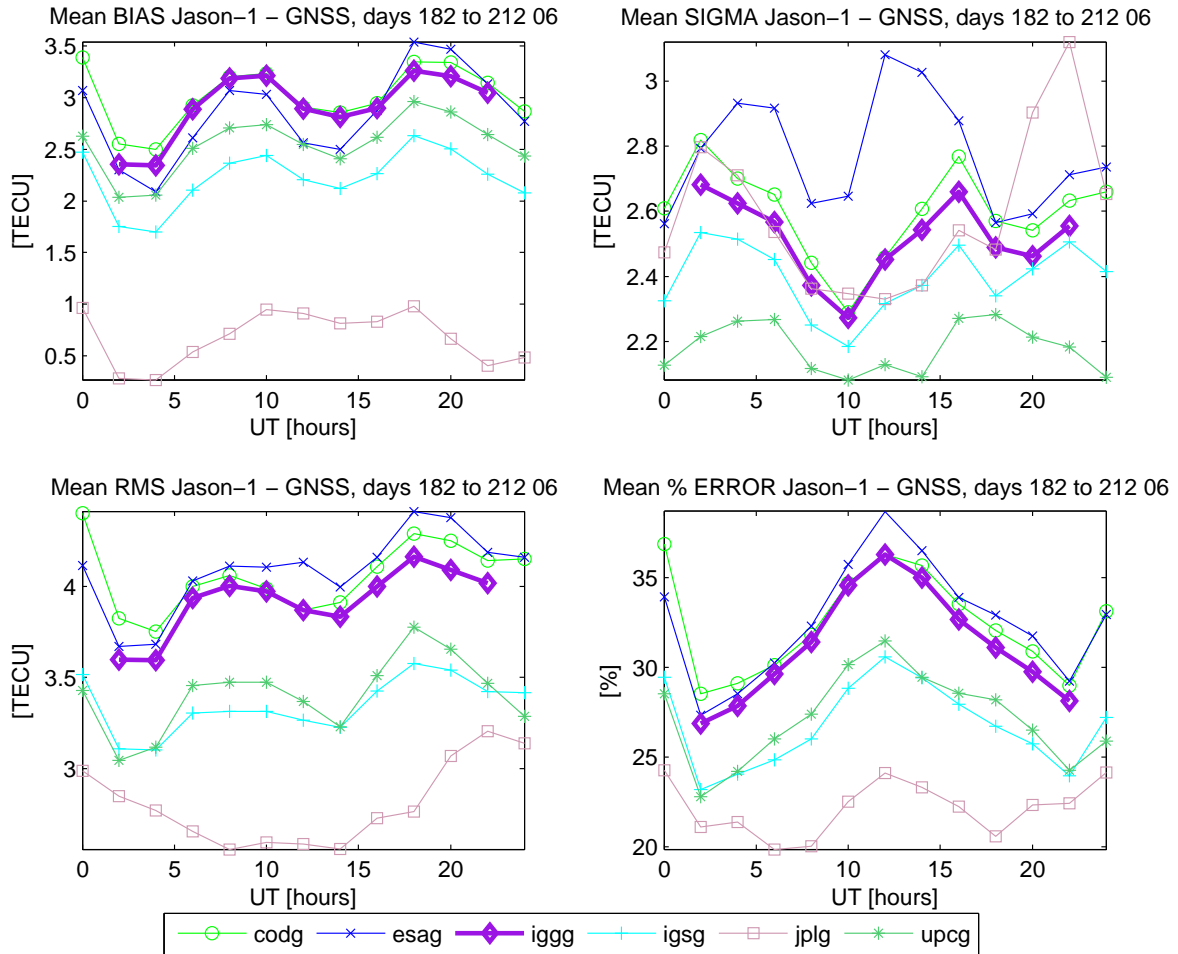 Mean BIAS Jason−1 − GNSS, days 182 to 212 06
3.5
3
2.5
2
1.5
1
0.5
[TECU]
0 5 10 15 20
UT [hours]
Mean SIGMA Jason−1 − GNSS, days 182 to 212 06
3
2.8
2.6
2.4
2.2
[TECU]
0 5 10 15 20
UT [hours]
Mean RMS Jason−1 − GNSS, days 182 to 212 06
4
3.5
3
[TECU]
0 5 10 15 20
UT [hours]
Mean % ERROR Jason−1 − GNSS, days 182 to 212 06
35
30
25
20
[%]
0 5 10 15 20
UT [hours]
codg esag iggg igsg jplg upcg